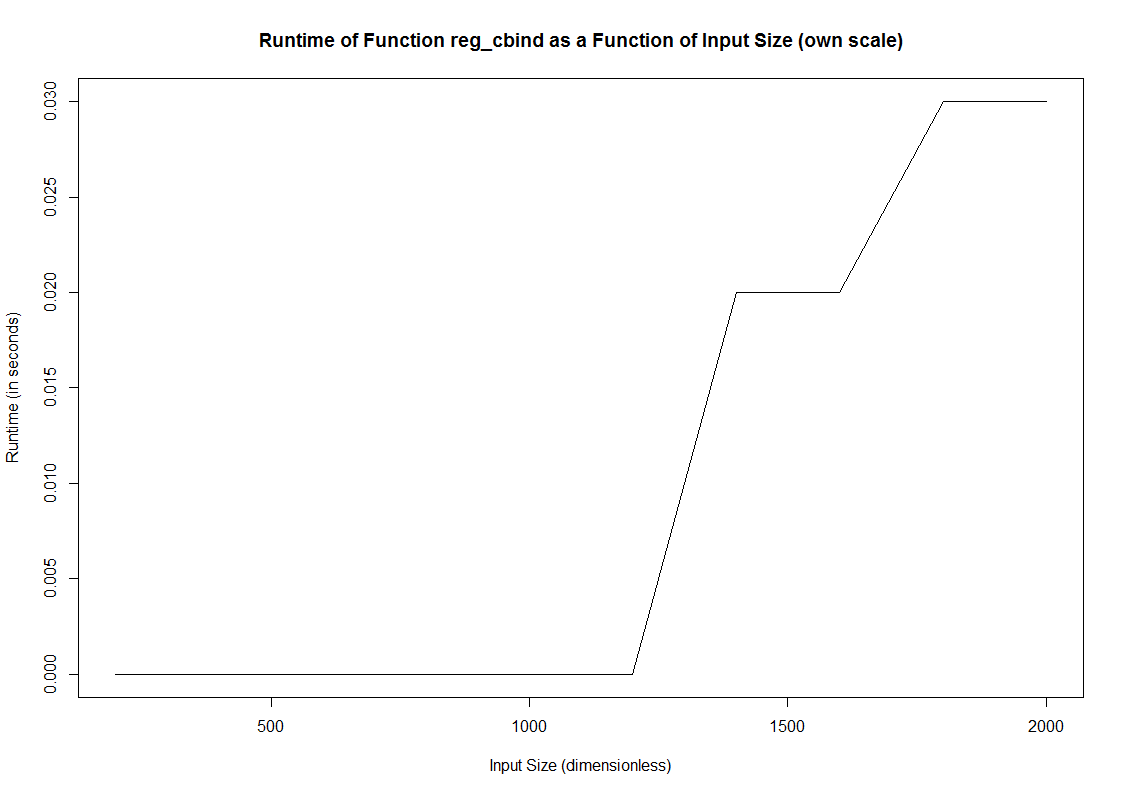 Runtime of Function reg_cbind as a Function of Input Size (own scale)
Runtime (in seconds)
0.030
0.025
0.020
0.015
0.010
0.005
0.000
500 1000 1500 2000
Input Size (dimensionless)